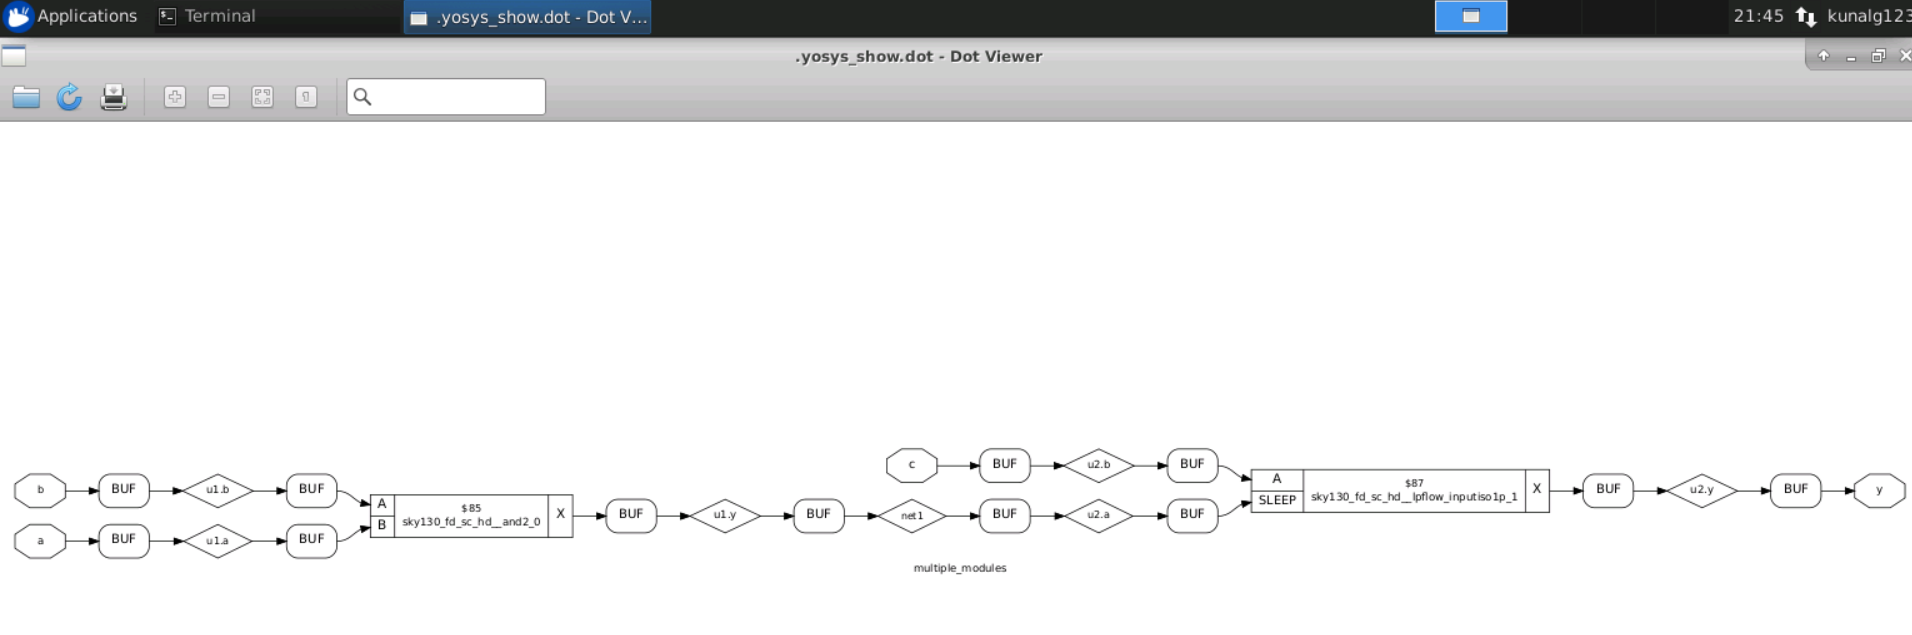 Applications Terminal .yosys_show.dot - Dot V... 21:45 kunalg123
.yosys_show.dot - Dot Viewer
c BUF u2.b BUF
b BUF u1.b BUF
a BUF u1.a BUF
A
B
$85
sky130_fd_sc_hd__and2_0
X
BUF u1.y BUF net1 BUF u2.a BUF
A
SLEEP
$87
sky130_fd_sc_hd__lpflow_inputiso1p_1
X
BUF u2.y BUF y
multiple_modules